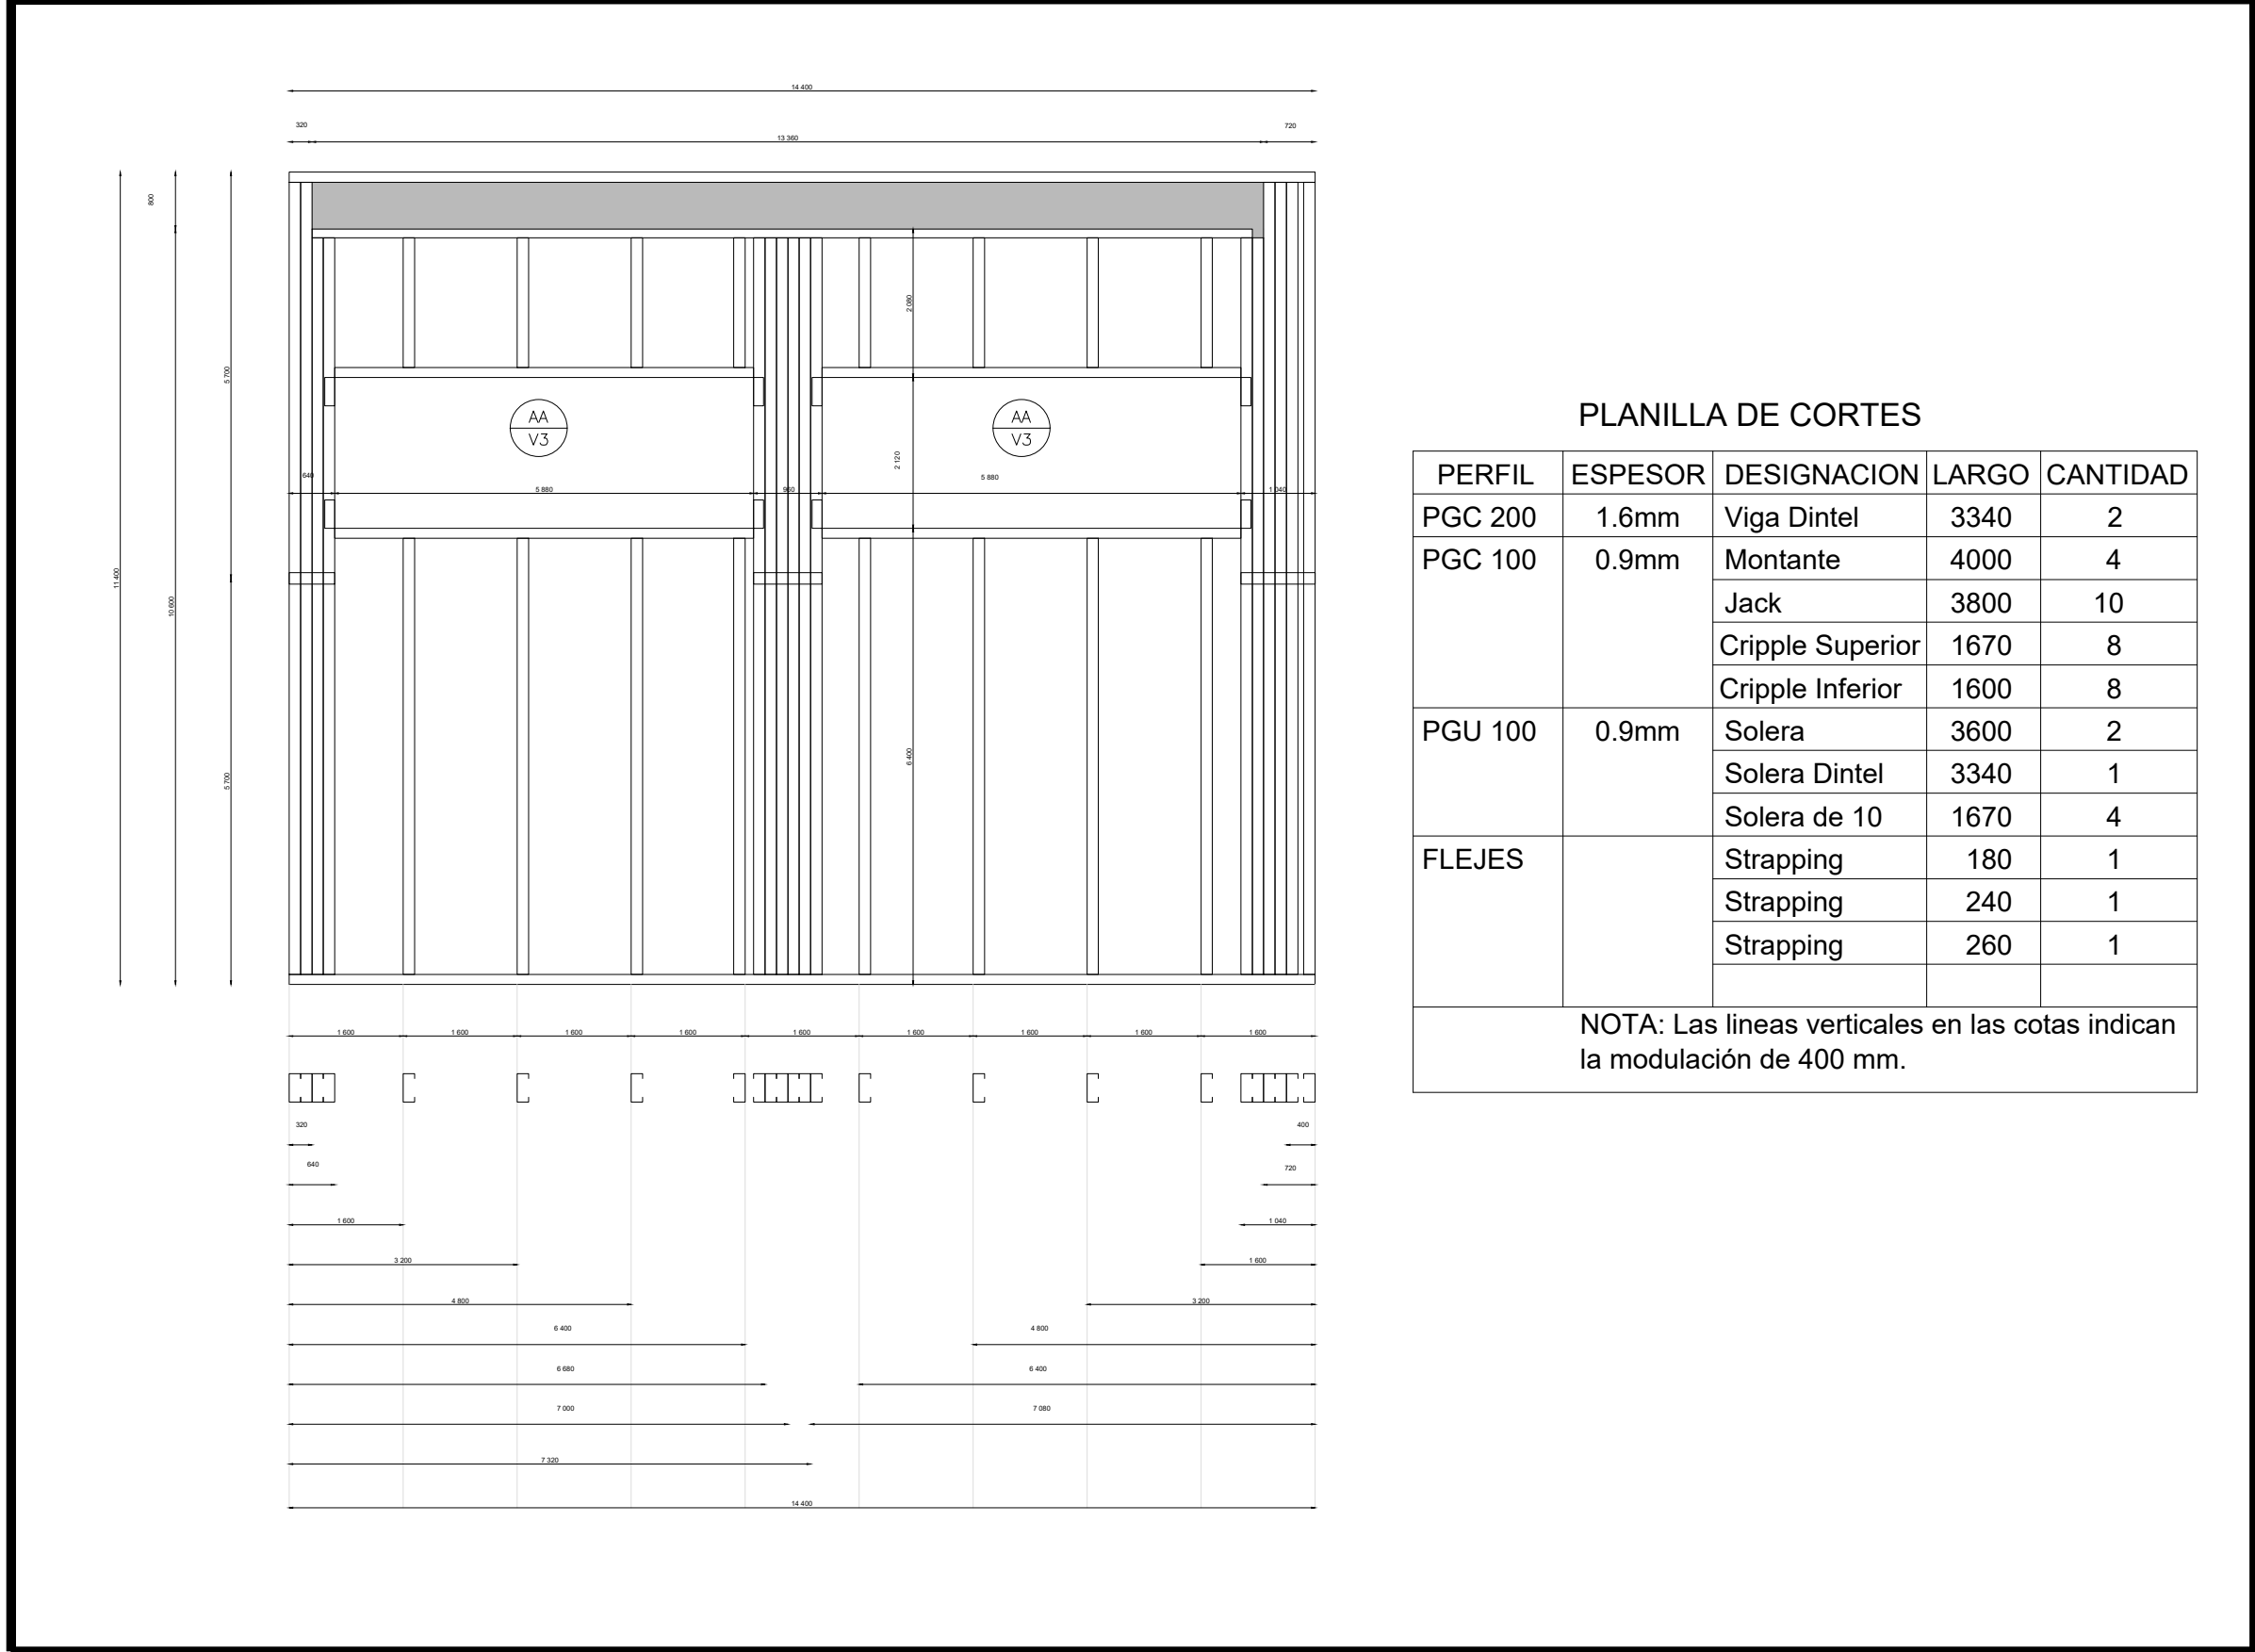 14 400
320
13 360
720
800
5 700
11 400
10 600
5 700
2 080
AA
V3
AA
V3
2 120
640
5 880
960
5 880
1 040
6 400
1 600 1 600 1 600 1 600 1 600 1 600 1 600 1 600 1 600
320 400
640 720
1 600 1 040
3 200 1 600
4 800 3 200
6 400 4 800
6 680 6 400
7 000 7 080
7 320
14 400
PLANILLA DE CORTES
PERFIL ESPESOR DESIGNACION LARGO CANTIDAD
PGC 200 1.6mm Viga Dintel 3340 2
PGC 100 0.9mm Montante 4000 4
Jack 3800 10
Cripple Superior 1670 8
Cripple Inferior 1600 8
PGU 100 0.9mm Solera 3600 2
Solera Dintel 3340 1
Solera de 10 1670 4
FLEJES Strapping 180 1
Strapping 240 1
Strapping 260 1
NOTA: Las lineas verticales en las cotas indican
la modulación de 400 mm.